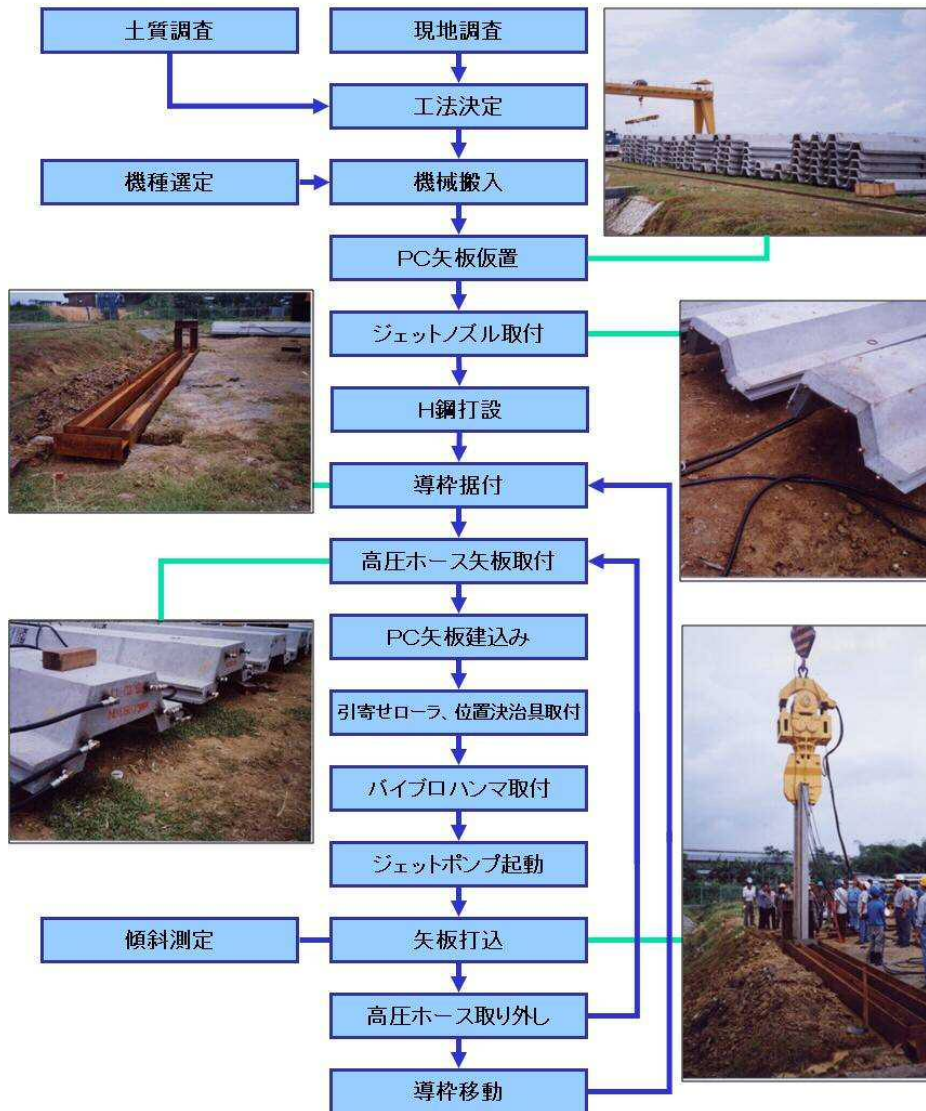 土質調査
現地調査
工法決定
機種選定
機械搬入
PC矢板仮置
ジェットノズル取付
H鋼打設
導枠据付
高圧ホース矢板取付
PC矢板建込み
引寄せローラ、位置決治具取付
バイブロハンマ取付
ジェットポンプ起動
傾斜測定
矢板打込
高圧ホース取り外し
導枠移動